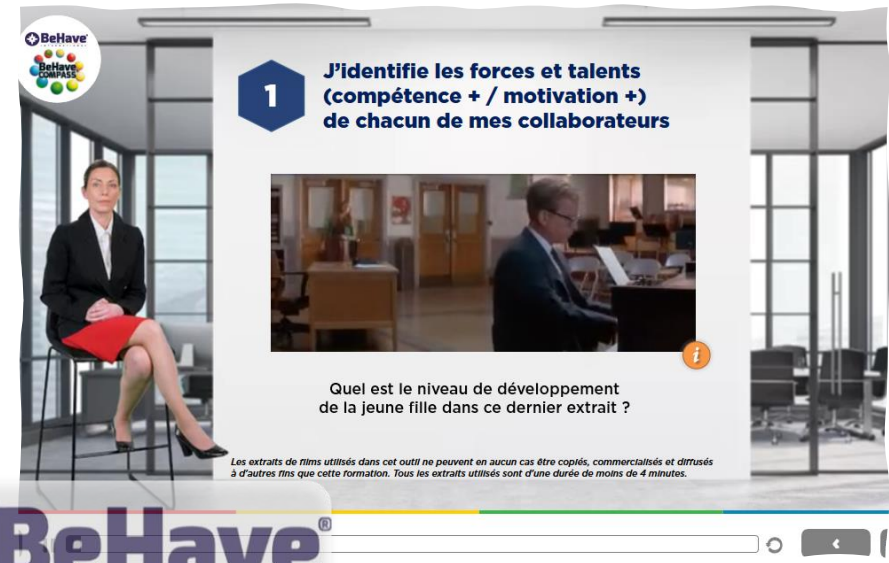 BeHave
INTERNATIONAL
BeHave
COMPASS
1
J'identifie les forces et talents
(compétence + / motivation +)
de chacun de mes collaborateurs
i
Quel est le niveau de développement
de la jeune fille dans ce dernier extrait ?
Les extraits de films utilisés dans cet outil ne peuvent en aucun cas être copiés, commercialisés et diffusés
à d'autres fins que cette formation. Tous les extraits utilisés sont d'une durée de moins de 4 minutes.
BeHave®